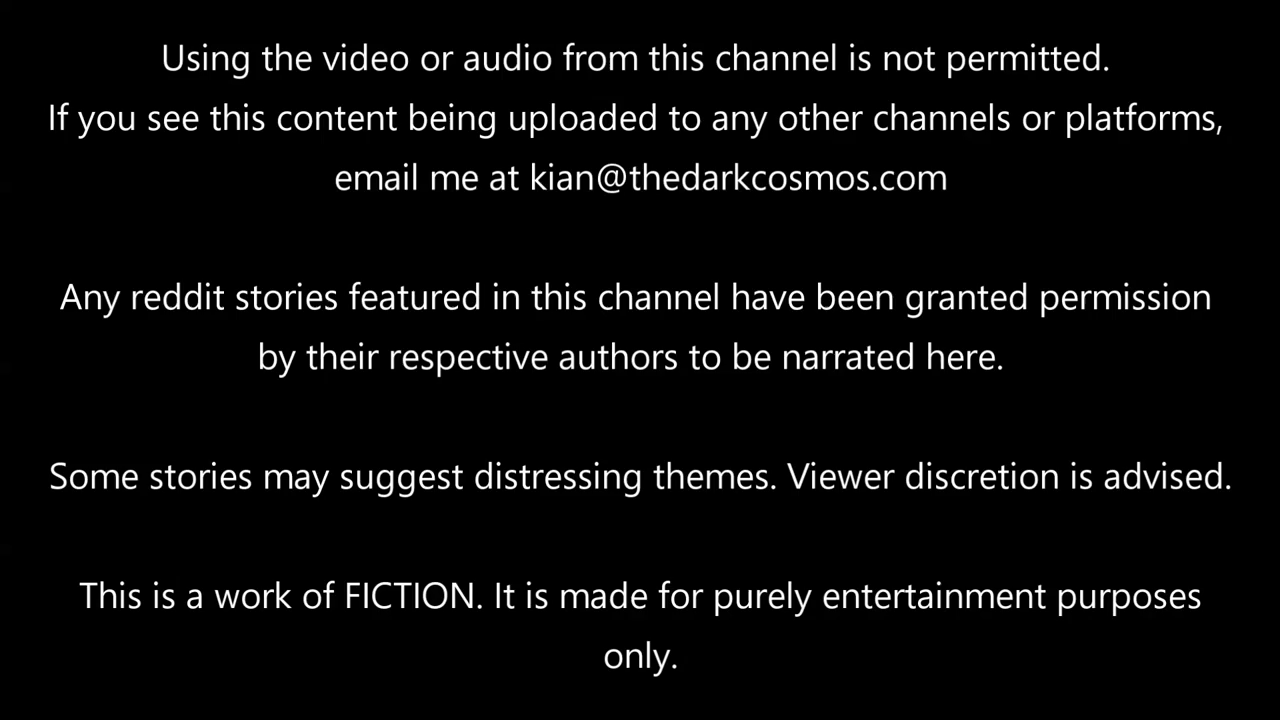 Using the video or audio from this channel is not permitted.
If you see this content being uploaded to any other channels or platforms,
email me at kian@thedarkcosmos.com
Any reddit stories featured in this channel have been granted permission
by their respective authors to be narrated here.
Some stories may suggest distressing themes. Viewer discretion is advised.
This is a work of FICTION. It is made for purely entertainment purposes
only.